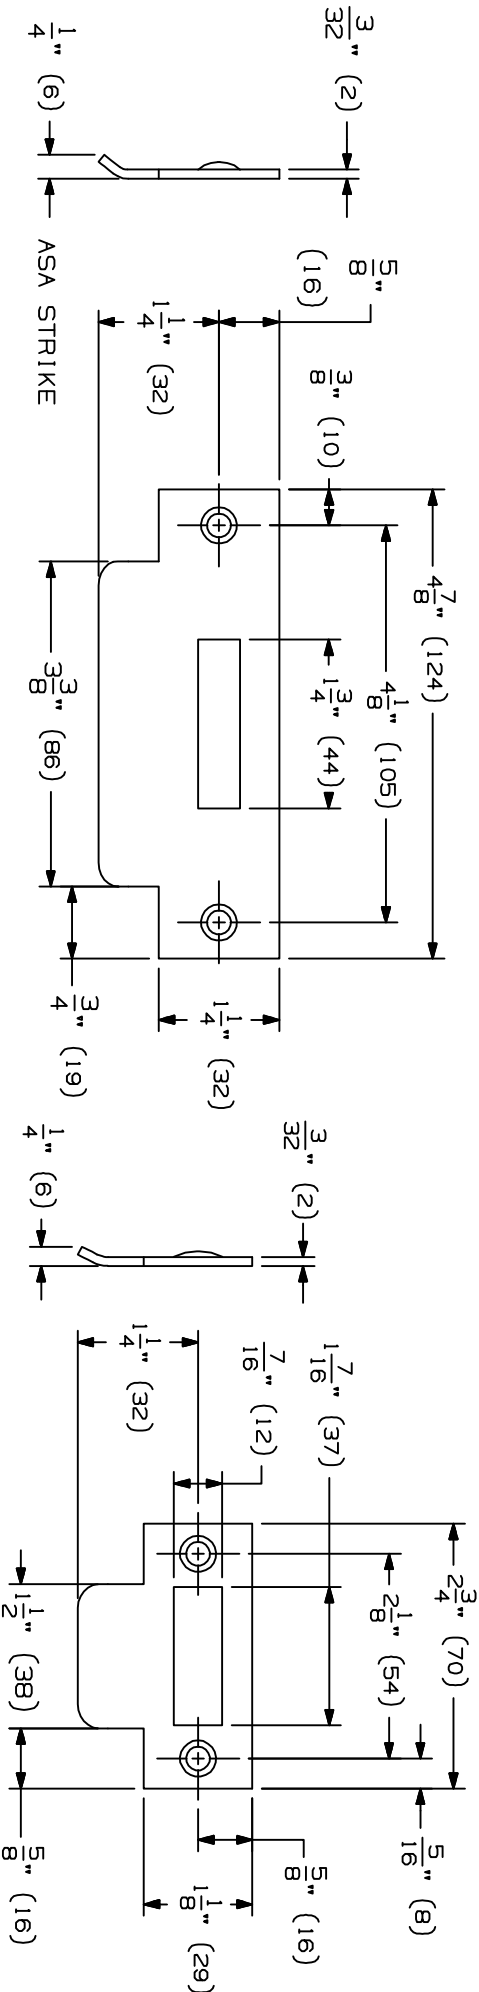 3/32" (2)
1/4" (6)
ASA STRIKE
5/8"
(16)
1 1/4" (32)
3/8" (10)
4 7/8" (124)
4 1/8" (105)
1 3/4" (44)
3 3/8" (86)
3/4" (19)
1 1/4" (32)
3/32" (2)
1/4" (6)
1 1/4" (32)
7/16" (12)
1 7/16" (37)
2 3/4" (70)
2 1/8" (54)
5/16" (8)
1 1/2" (38)
5/8" (16)
5/8" (16)
1 1/8" (29)